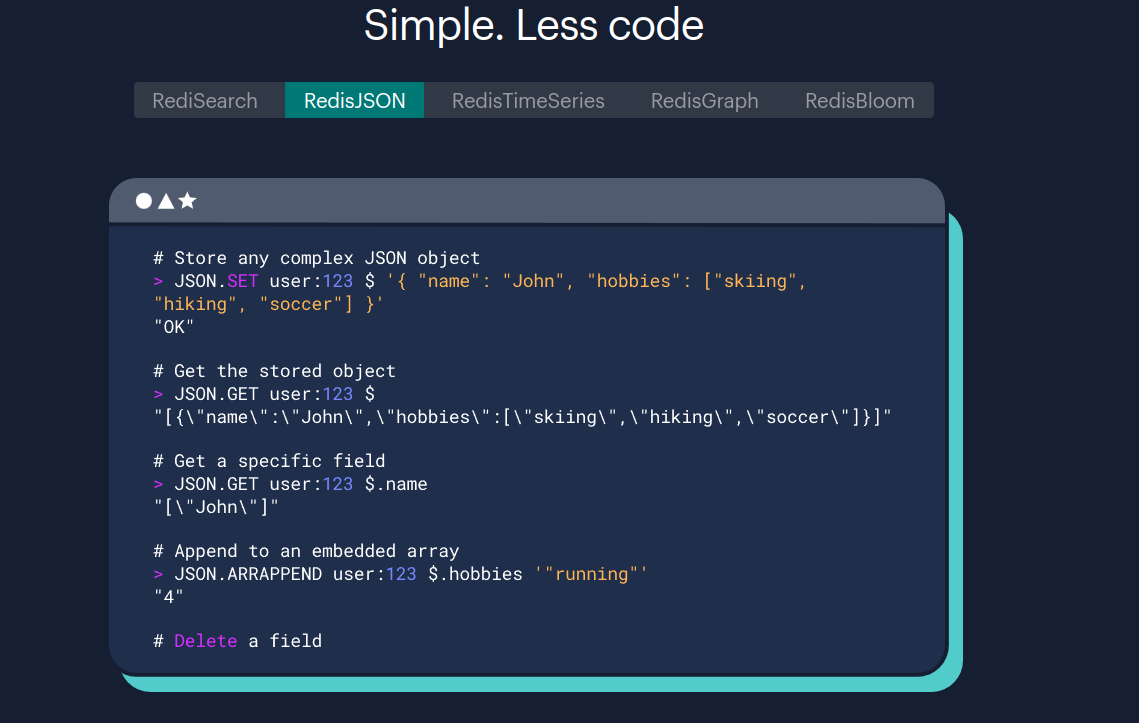 Simple. Less code
RediSearch RedisJSON RedisTimeSeries RedisGraph RedisBloom
# Store any complex JSON object
> JSON.SET user:123 $ '{ "name": "John", "hobbies": ["skiing",
"hiking", "soccer"] }'
"OK"
# Get the stored object
> JSON.GET user:123 $
"[{\"name\":\"John\",\"hobbies\":[\"skiing\",\"hiking\",\"soccer\"]}]"
# Get a specific field
> JSON.GET user:123 $.name
"[\"John\"]"
# Append to an embedded array
> JSON.ARRAPPEND user:123 $.hobbies '"running"'
"4"
# Delete a field